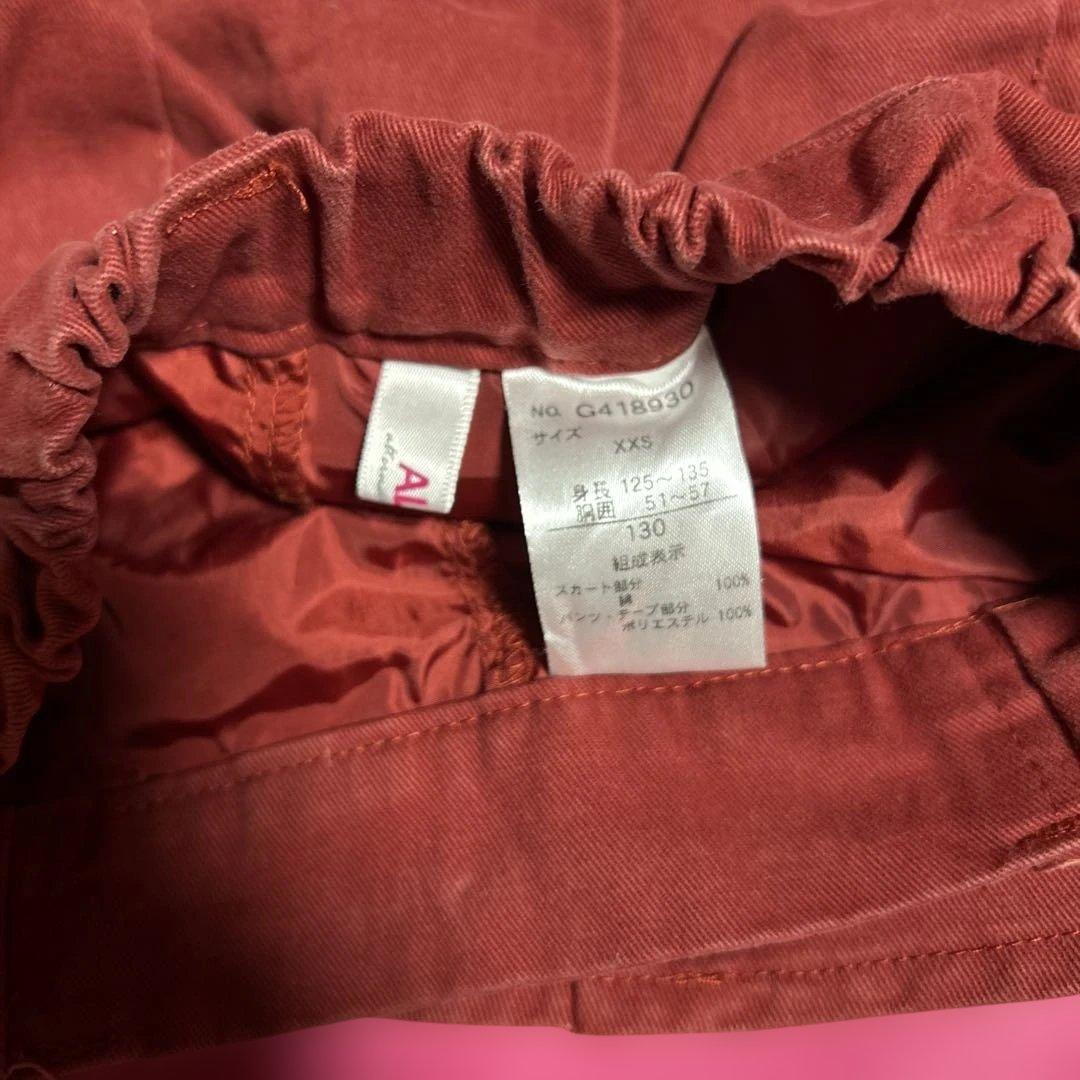 No. G418930
サイズ
XXS
身長 125～135
胸囲 51～57
130
組成表示
スカート部分 100%
綿
パンツ・テープ部分
ポリエステル 100%